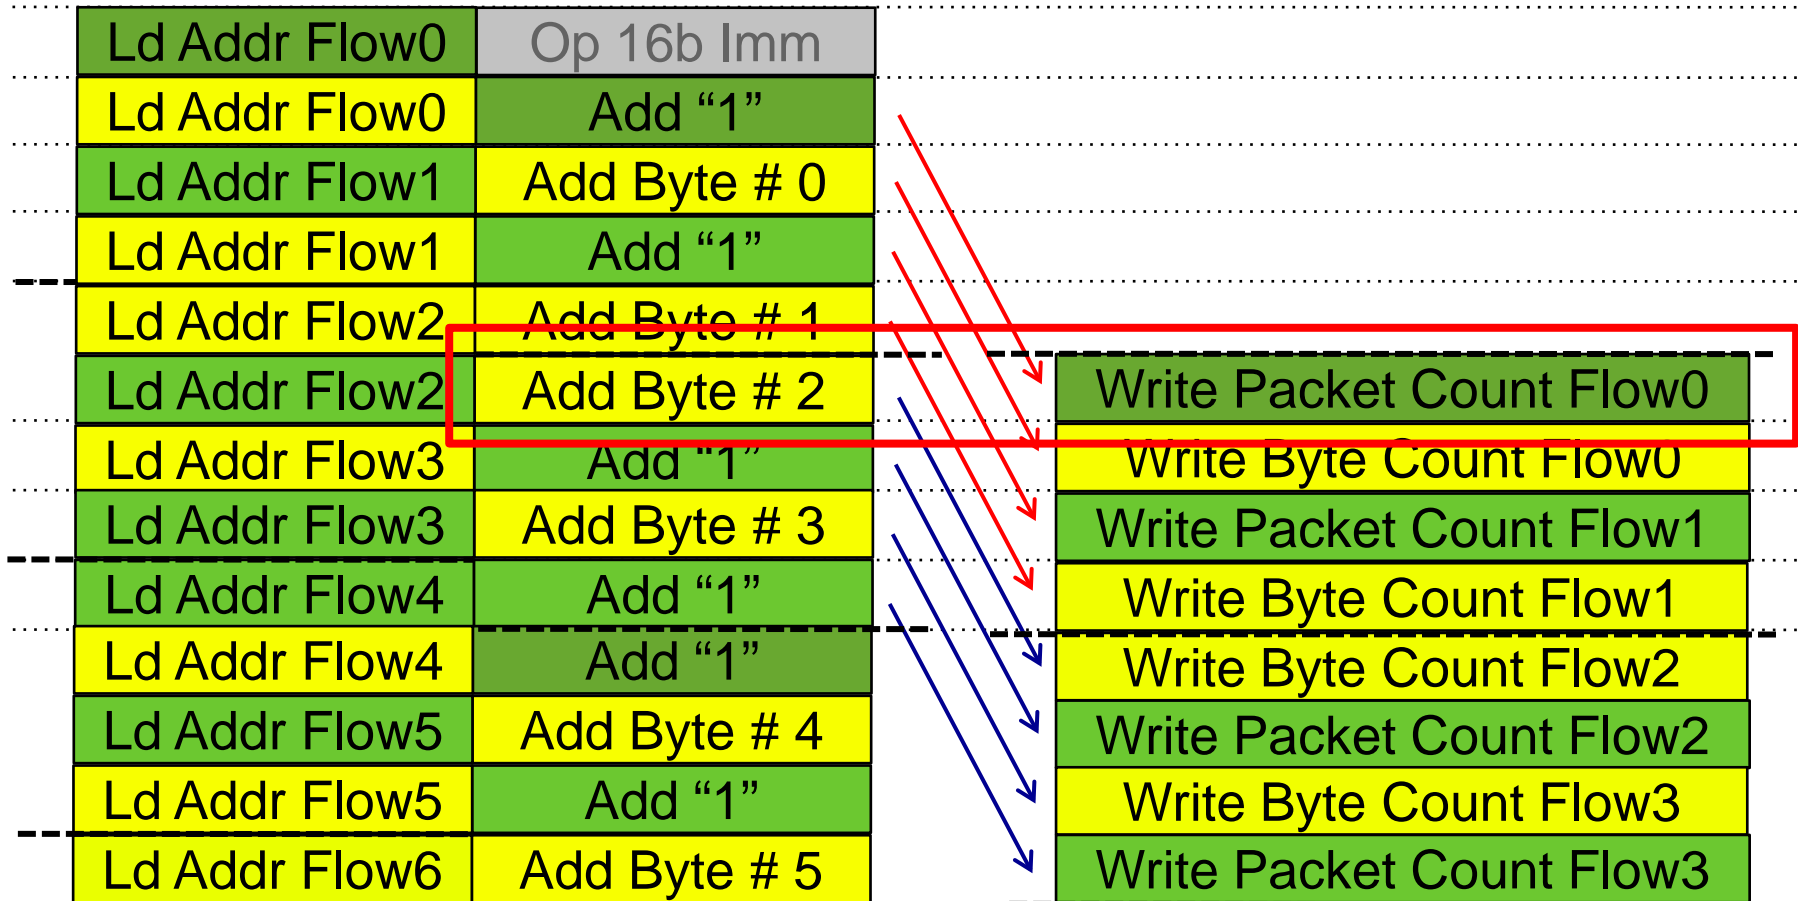 Ld Addr Flow0 Op 16b Imm
Ld Addr Flow0 Add “1”
Ld Addr Flow1 Add Byte # 0
Ld Addr Flow1 Add “1”
Ld Addr Flow2 Add Byte # 1
Ld Addr Flow2 Add Byte # 2 Write Packet Count Flow0
Ld Addr Flow3 Add “1” Write Byte Count Flow0
Ld Addr Flow3 Add Byte # 3 Write Packet Count Flow1
Ld Addr Flow4 Add “1” Write Byte Count Flow1
Ld Addr Flow4 Add “1” Write Byte Count Flow2
Ld Addr Flow5 Add Byte # 4 Write Packet Count Flow2
Ld Addr Flow5 Add “1” Write Byte Count Flow3
Ld Addr Flow6 Add Byte # 5 Write Packet Count Flow3